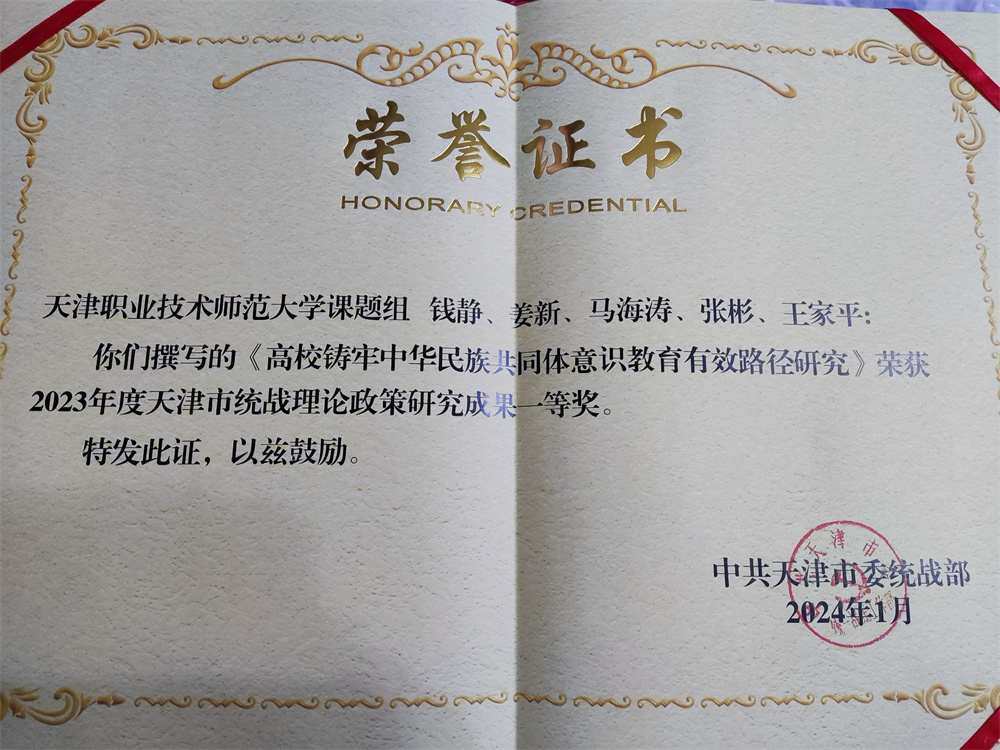 荣誉证书
HONORARY CREDENTIAL
天津职业技术师范大学课题组 钱静、姜新、马海涛、张彬、王家平:
你们撰写的《高校铸牢中华民族共同体意识教育有效路径研究》荣获
2023年度天津市统战理论政策研究成果一等奖。
特发此证，以兹鼓励。
中共天津市委统战部
2024年1月
天津市